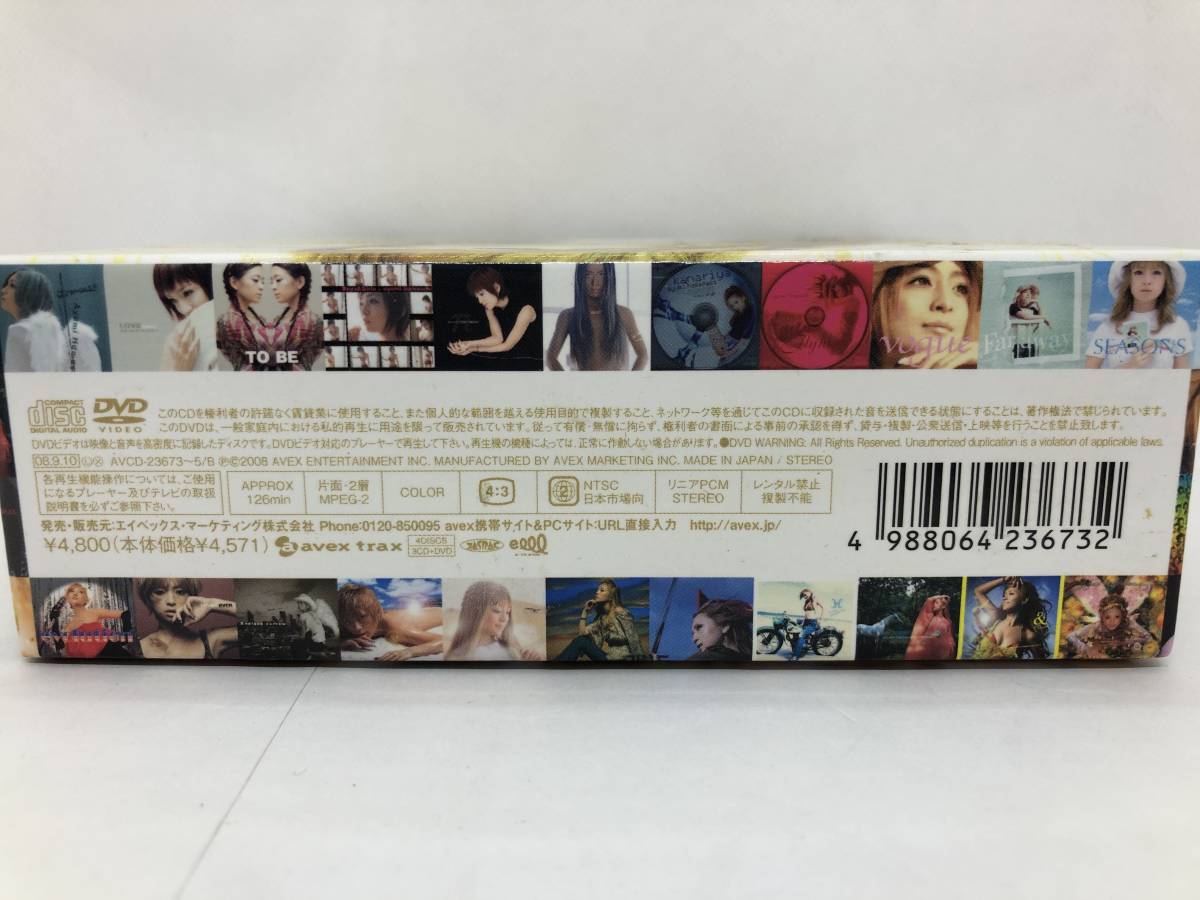 LOVE
TO BE
kanariya
Fly high
vogue
Far away
SEASONS
COMPACT
disc
DIGITAL AUDIO
DVD
VIDEO
このCDを権利者の許諾なく賃貸業に使用すること、また個人的な範囲を越える使用目的で複製すること、ネットワーク等を通じてこのCDに収録された音を送信できる状態にすることは、著作権法で禁じられています。
このDVDは、一般家庭内における私的再生に用途を限って販売されています。従って有償・無償に拘らず、権利者の書面による事前の承認を得ず、貸与・複製・公衆送信・上映等を行うことを禁止致します。
DVDビデオは映像と音声を高密度に記録したディスクです。DVDビデオ対応のプレーヤーで再生して下さい。再生機の機種によっては、正常に作動しない場合があります。●DVD WARNING: All Rights Reserved. Unauthorized duplication is a violation of applicable laws.
08.9.10 AVCD-23673〜5/B ℗©2008 AVEX ENTERTAINMENT INC. MANUFACTURED BY AVEX MARKETING INC. MADE IN JAPAN / STEREO
各再生機能操作については、ご使用
になるプレーヤー及びテレビの取扱
説明書を必ずご参照下さい。
APPROX
126min
片面・2層
MPEG-2
COLOR
4:3
2
NTSC
日本市場向
リニアPCM
STEREO
レンタル禁止
複製不能
発売・販売元:エイベックス・マーケティング株式会社 Phone:0120-850095 avex携帯サイト&PCサイト:URL直接入力 http://avex.jp/
¥4,800(本体価格¥4,571) avex trax 4DISCS
3CD+DVD
4 988064 236732
&